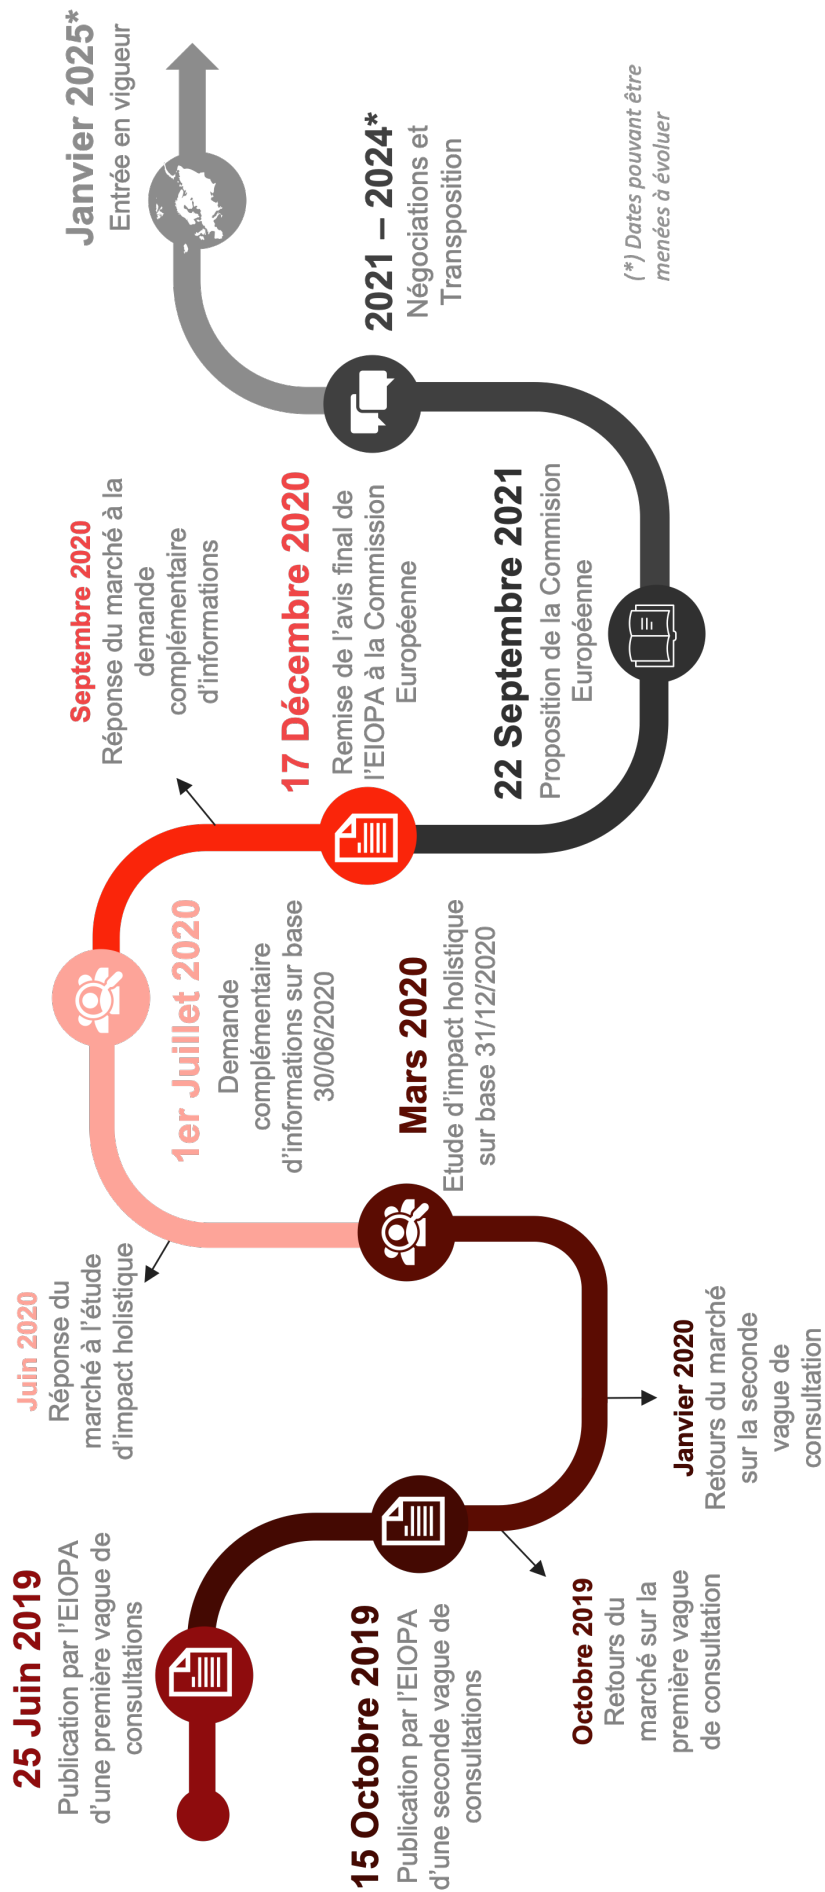 25 Juin 2019
Publication par l'EIOPA
d'une première vague de
consultations
15 Octobre 2019
Publication par l'EIOPA
d'une seconde vague de
consultations
Octobre 2019
Retours du
marché sur la
première vague
de consultation
Janvier 2020
Retours du marché
sur la seconde
vague de
consultation
Mars 2020
Etude d'impact holistique
sur base 31/12/2020
Juin 2020
Réponse du
marché à l'étude
d'impact holistique
1er Juillet 2020
Demande
complémentaire
d'informations sur base
30/06/2020
Septembre 2020
Réponse du marché à la
demande
complémentaire
d'informations
17 Décembre 2020
Remise de l'avis final de
l'EIOPA à la Commission
Européenne
22 Septembre 2021
Proposition de la Commision
Européenne
2021 – 2024*
Négociations et
Transposition
Janvier 2025*
Entrée en vigueur
(*) Dates pouvant être
menées à évoluer